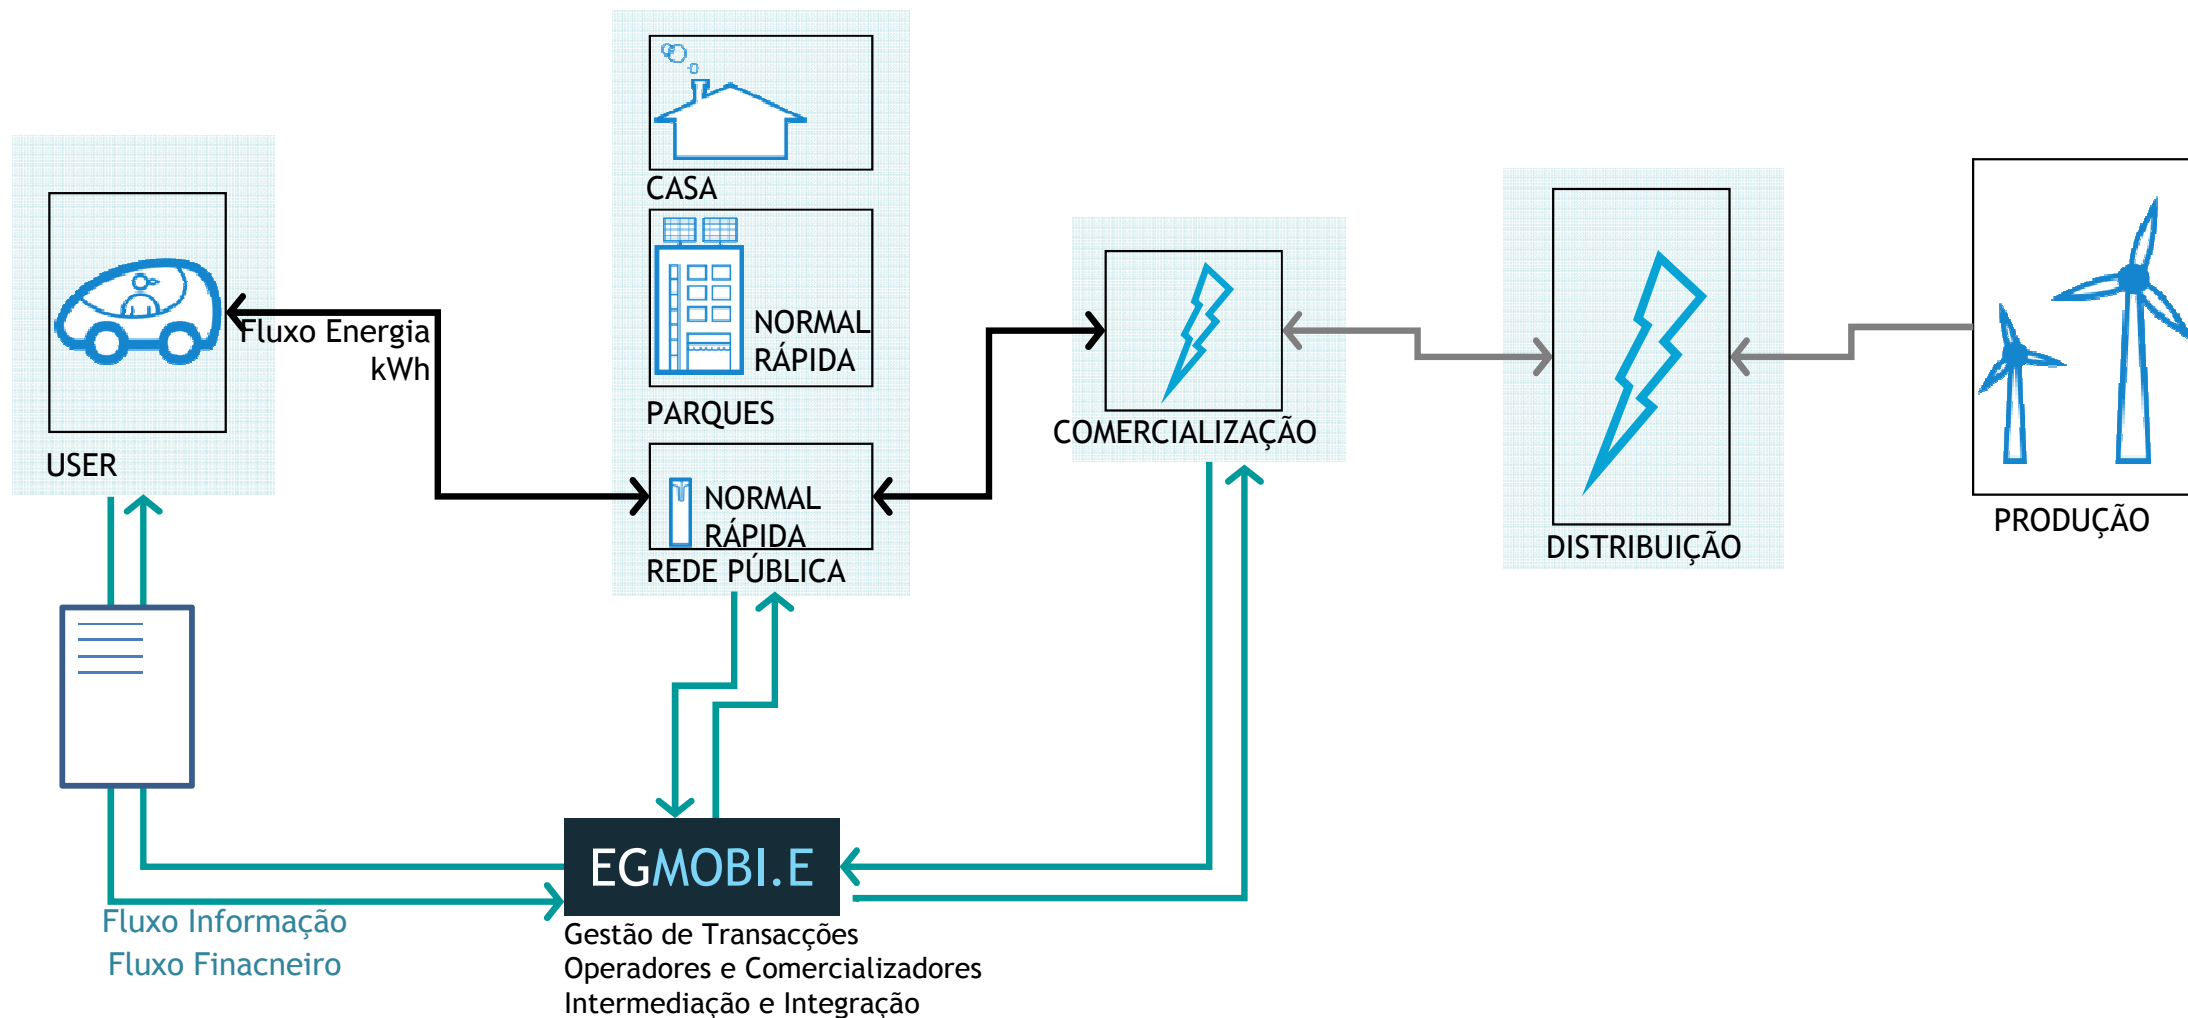 CASA
NORMAL
RÁPIDA
PARQUES
Fluxo Energia
kWh
USER
NORMAL
RÁPIDA
REDE PÚBLICA
COMERCIALIZAÇÃO
DISTRIBUIÇÃO
PRODUÇÃO
EGMOBI.E
Fluxo Informação
Fluxo Finacneiro
Gestão de Transacções
Operadores e Comercializadores
Intermediação e Integração